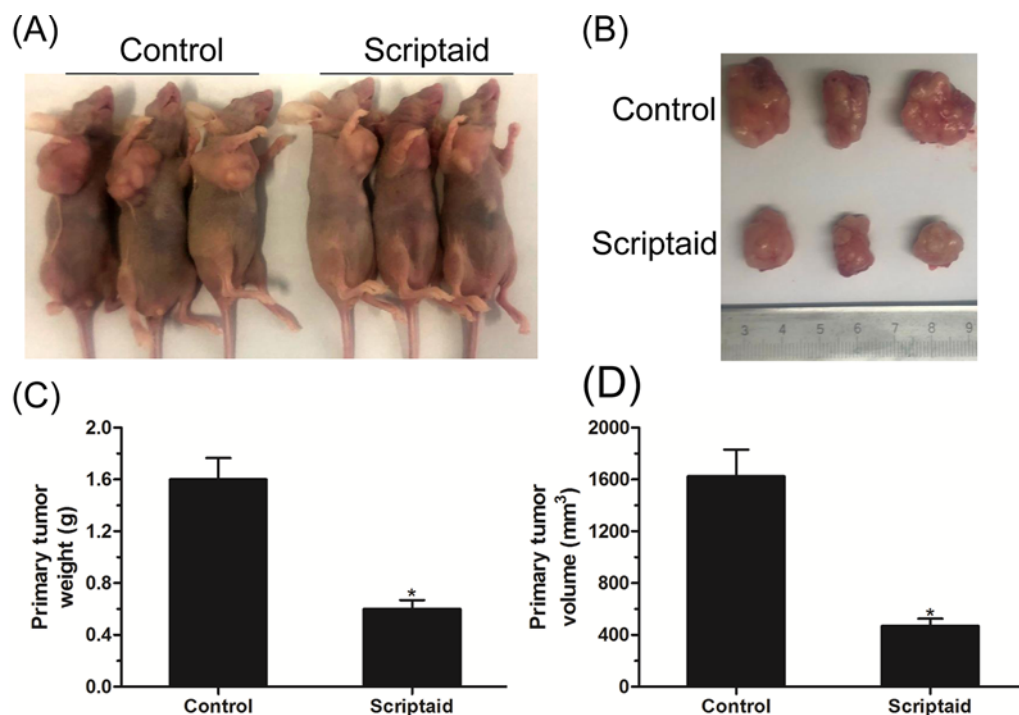 (A)
Control Scriptaid
(B)
Control
Scriptaid
3 4 5 6 7 8 9
(C)
Primary tumor
weight (g)
2.0
1.6
1.2
0.8
0.4
0.0
Control Scriptaid
*
(D)
Primary tumor
volume (mm³)
2000
1600
1200
800
400
0
Control Scriptaid
*